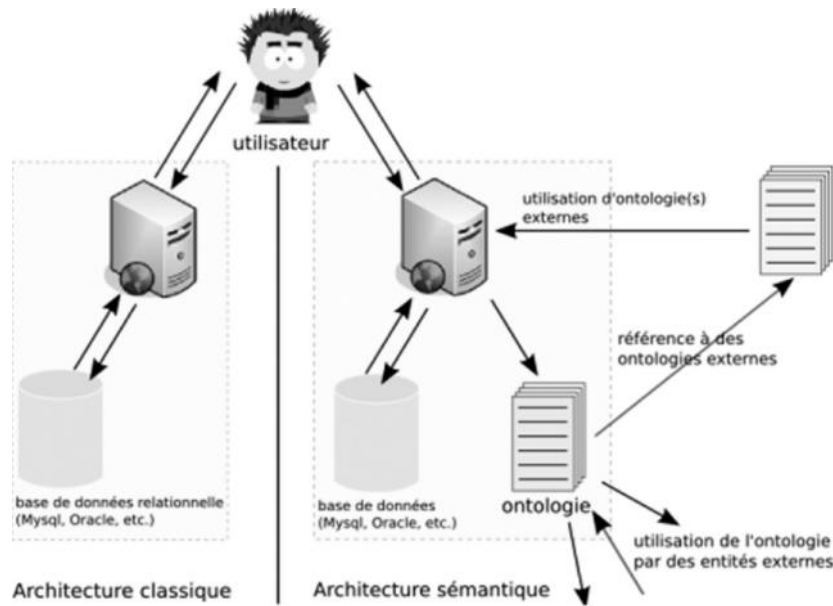 utilisateur
utilisation d'ontologie(s)
externes
référence à des
ontologies externes
base de données relationnelle
(Mysql, Oracle, etc.)
base de données
(Mysql, Oracle, etc.)
ontologie
utilisation de l'ontologie
par des entités externes
Architecture classique
Architecture sémantique